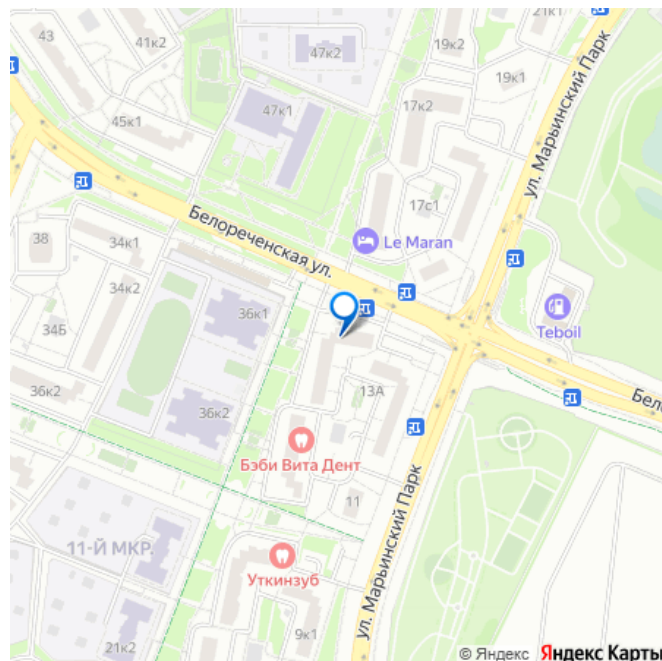 43
41к2
47к2
19к2
21к1
19к1
ул. Марьинский Парк
17к2
47к1
45к1
17с1
Белореченская ул.
Le Maran
38
34к1
34к2
36к1
Teboil
34Б
36к2
13А
Бело
36к2
Бэби Вита Дент
11
ул. Марьинский Парк
11-Й МКР.
Уткинзуб
9к1
21к2
© Яндекс Яндекс Карты